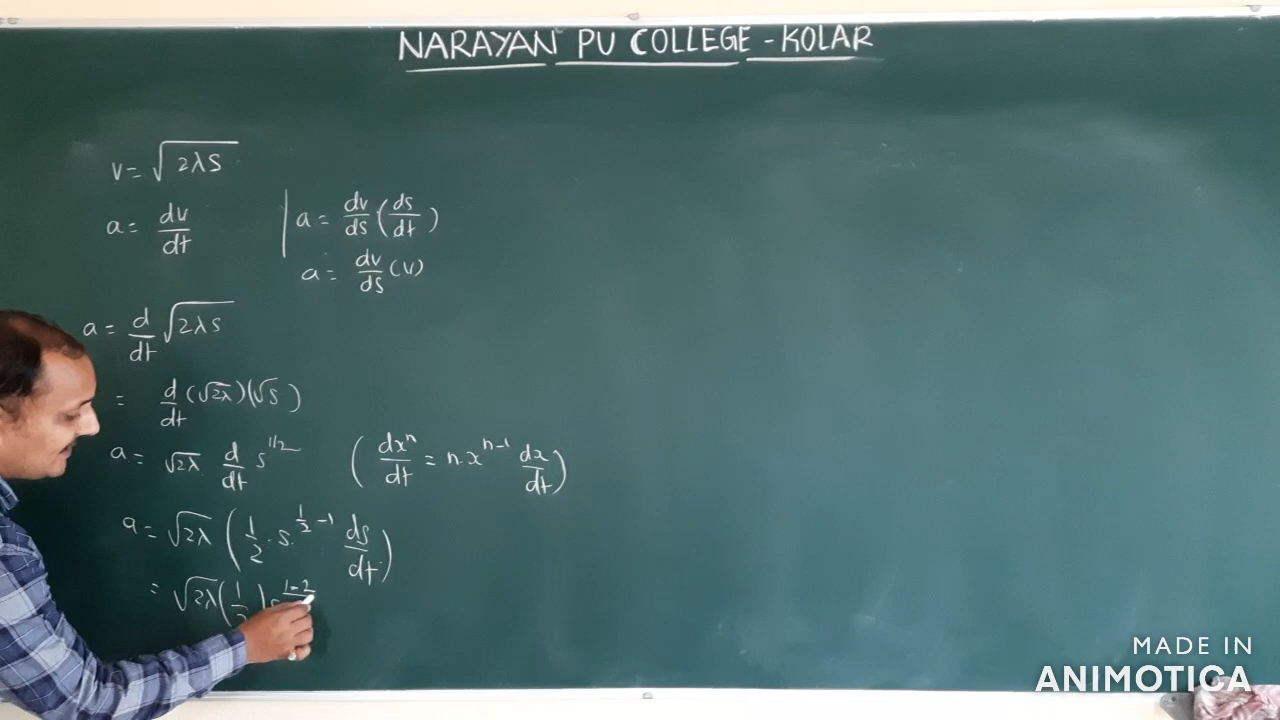 NARAYAN PU COLLEGE - KOLAR
v = √2λs
a = dv/dt
a = dv/ds (ds/dt)
a = dv/ds (v)
a = d/dt √2λs
= d/dt (√2λ)(√s)
a = √2λ d/dt s^1/2 (dx^n/dt = n.x^n-1 dx/dt)
a = √2λ (1/2 · s^1/2-1 ds/dt)
= √2λ (1/2) s^1-2
MADE IN
ANIMOTICA